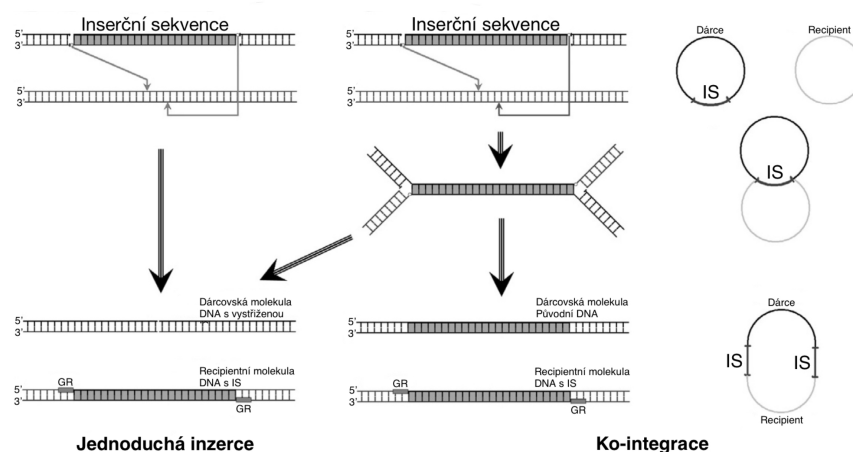 Inserční sekvence
5'
3'
5'
3'
Inserční sekvence
5'
3'
5'
3'
Dárce
Recipient
IS
IS
Dárcovská molekula
DNA s vystřiženou
5'
3'
Recipientní molekula
DNA s IS
GR
5'
3'
GR
Jednoduchá inzerce
Dárcovská molekula
Původní DNA
5'
3'
Recipientní molekula
DNA s IS
GR
5'
3'
GR
Ko-integrace
Dárce
IS
IS
Recipient